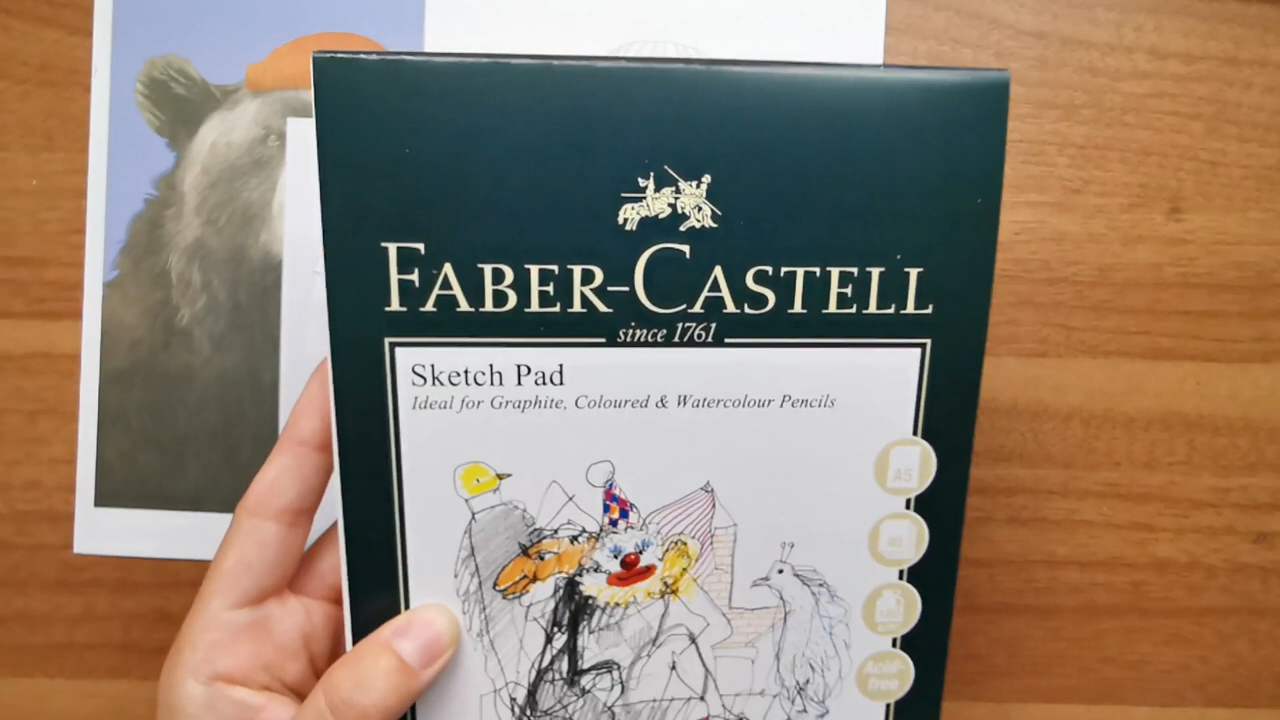 FABER-CASTELL
since 1761
Sketch Pad
Ideal for Graphite, Coloured & Watercolour Pencils
A5
40
Acid-
free